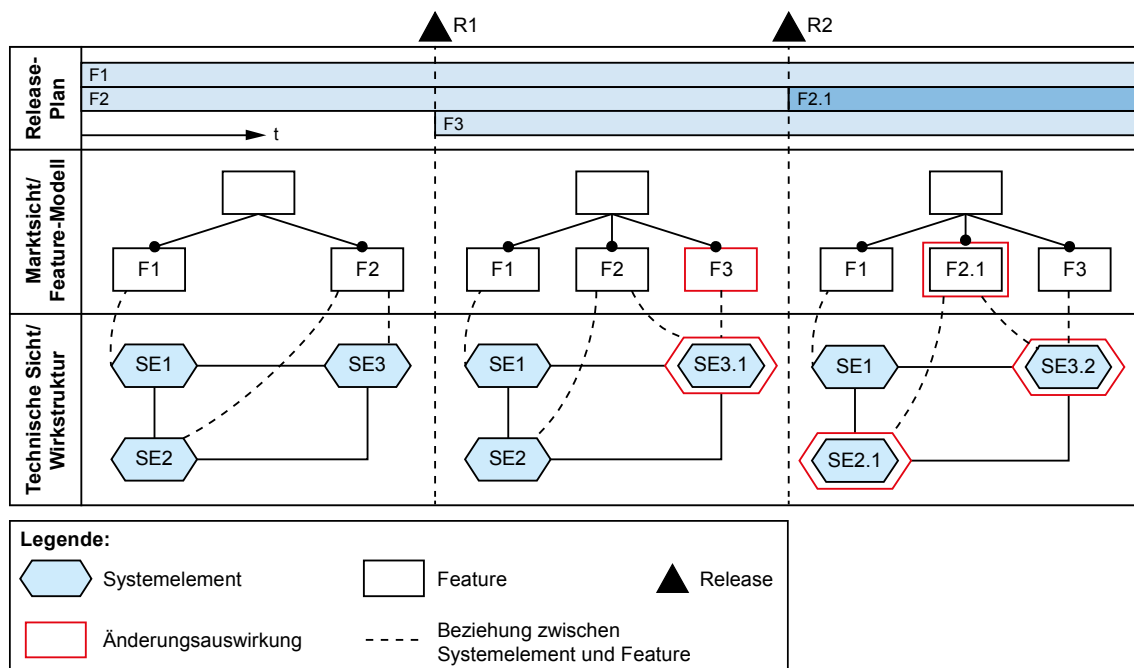 R1
R2
Release-
Plan
F1
F2
F2.1
F3
t
Marktsicht/
Feature-Modell
F1
F2
F1
F2
F3
F1
F2.1
F3
Technische Sicht/
Wirkstruktur
SE1
SE3
SE2
SE1
SE3.1
SE2
SE1
SE3.2
SE2.1
Legende:
Systemelement
Feature
Release
Änderungsauswirkung
Beziehung zwischen
Systemelement und Feature